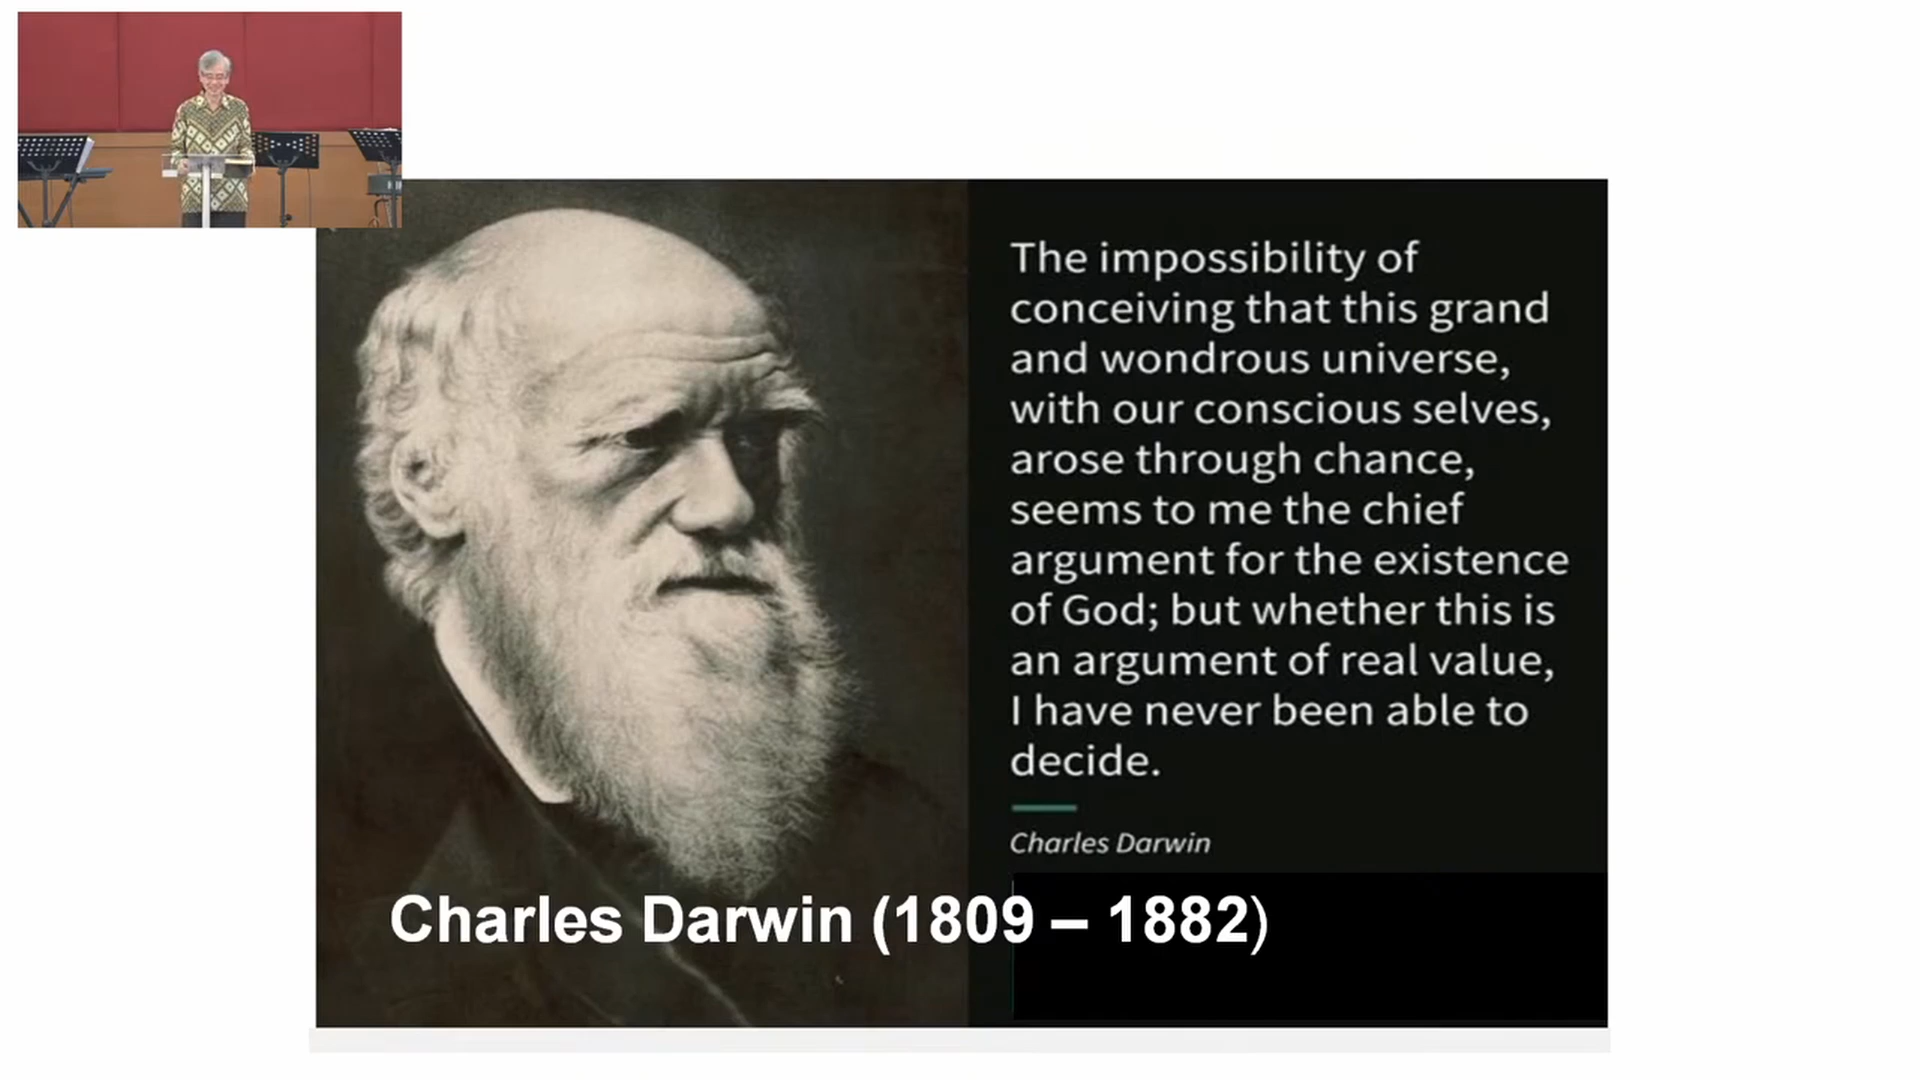 The impossibility of
conceiving that this grand
and wondrous universe,
with our conscious selves,
arose through chance,
seems to me the chief
argument for the existence
of God; but whether this is
an argument of real value,
I have never been able to
decide.
Charles Darwin
Charles Darwin (1809 – 1882)